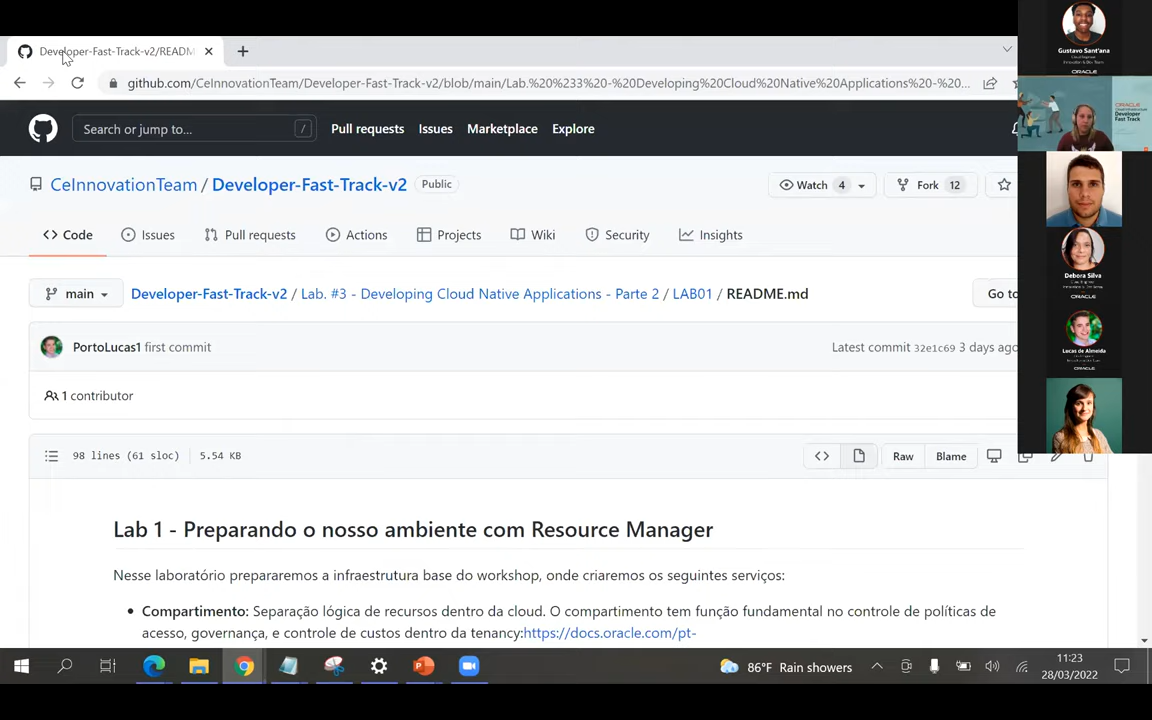 Developer-Fast-Track-v2/READM
github.com/CeInnovationTeam/Developer-Fast-Track-v2/blob/main/Lab.%20%233%20-%20Developing%20Cloud%20Native%20Applications%20-%20Parte%2...
Search or jump to... /
Pull requests Issues Marketplace Explore
CeInnovationTeam / Developer-Fast-Track-v2 Public
Watch 4 Fork 12
Code Issues Pull requests Actions Projects Wiki Security Insights
main Developer-Fast-Track-v2 / Lab. #3 - Developing Cloud Native Applications - Parte 2 / LAB01 / README.md Go to
PortoLucas1 first commit Latest commit 32e1c69 3 days ago
1 contributor
98 lines (61 sloc) 5.54 KB Raw Blame
Lab 1 - Preparando o nosso ambiente com Resource Manager
Nesse laboratório prepararemos a infraestrutura base do workshop, onde criaremos os seguintes serviços:
Compartimento: Separação lógica de recursos dentro da cloud. O compartimento tem função fundamental no controle de políticas de
acesso, governança, e controle de custos dentro da tenancy:https://docs.oracle.com/pt-
Gustavo Sant'ana
ORACLE
ORACLE
Developer
Fast Track
Debora Silva
ORACLE
Lucas de Almeida
ORACLE
86°F Rain showers
11:23
28/03/2022